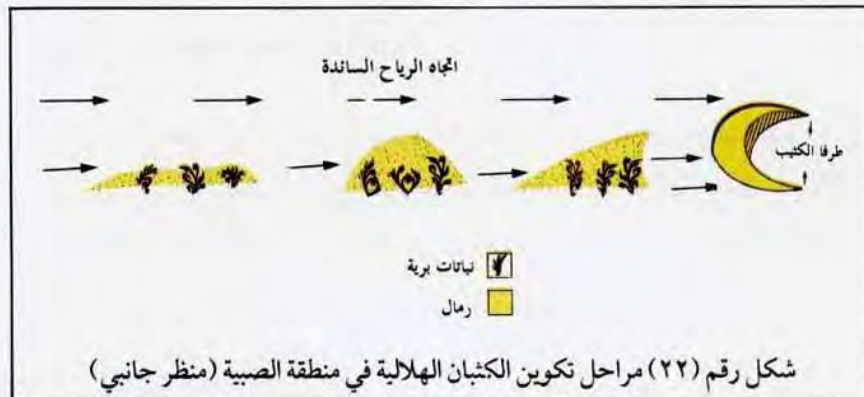 اتجاه الرياح السائدة
طرفا الكثيب
نباتات برية
رمال
شكل رقم (٢٢) مراحل تكوين الكثبان الهلالية في منطقة الصبية (منظر جانبي)